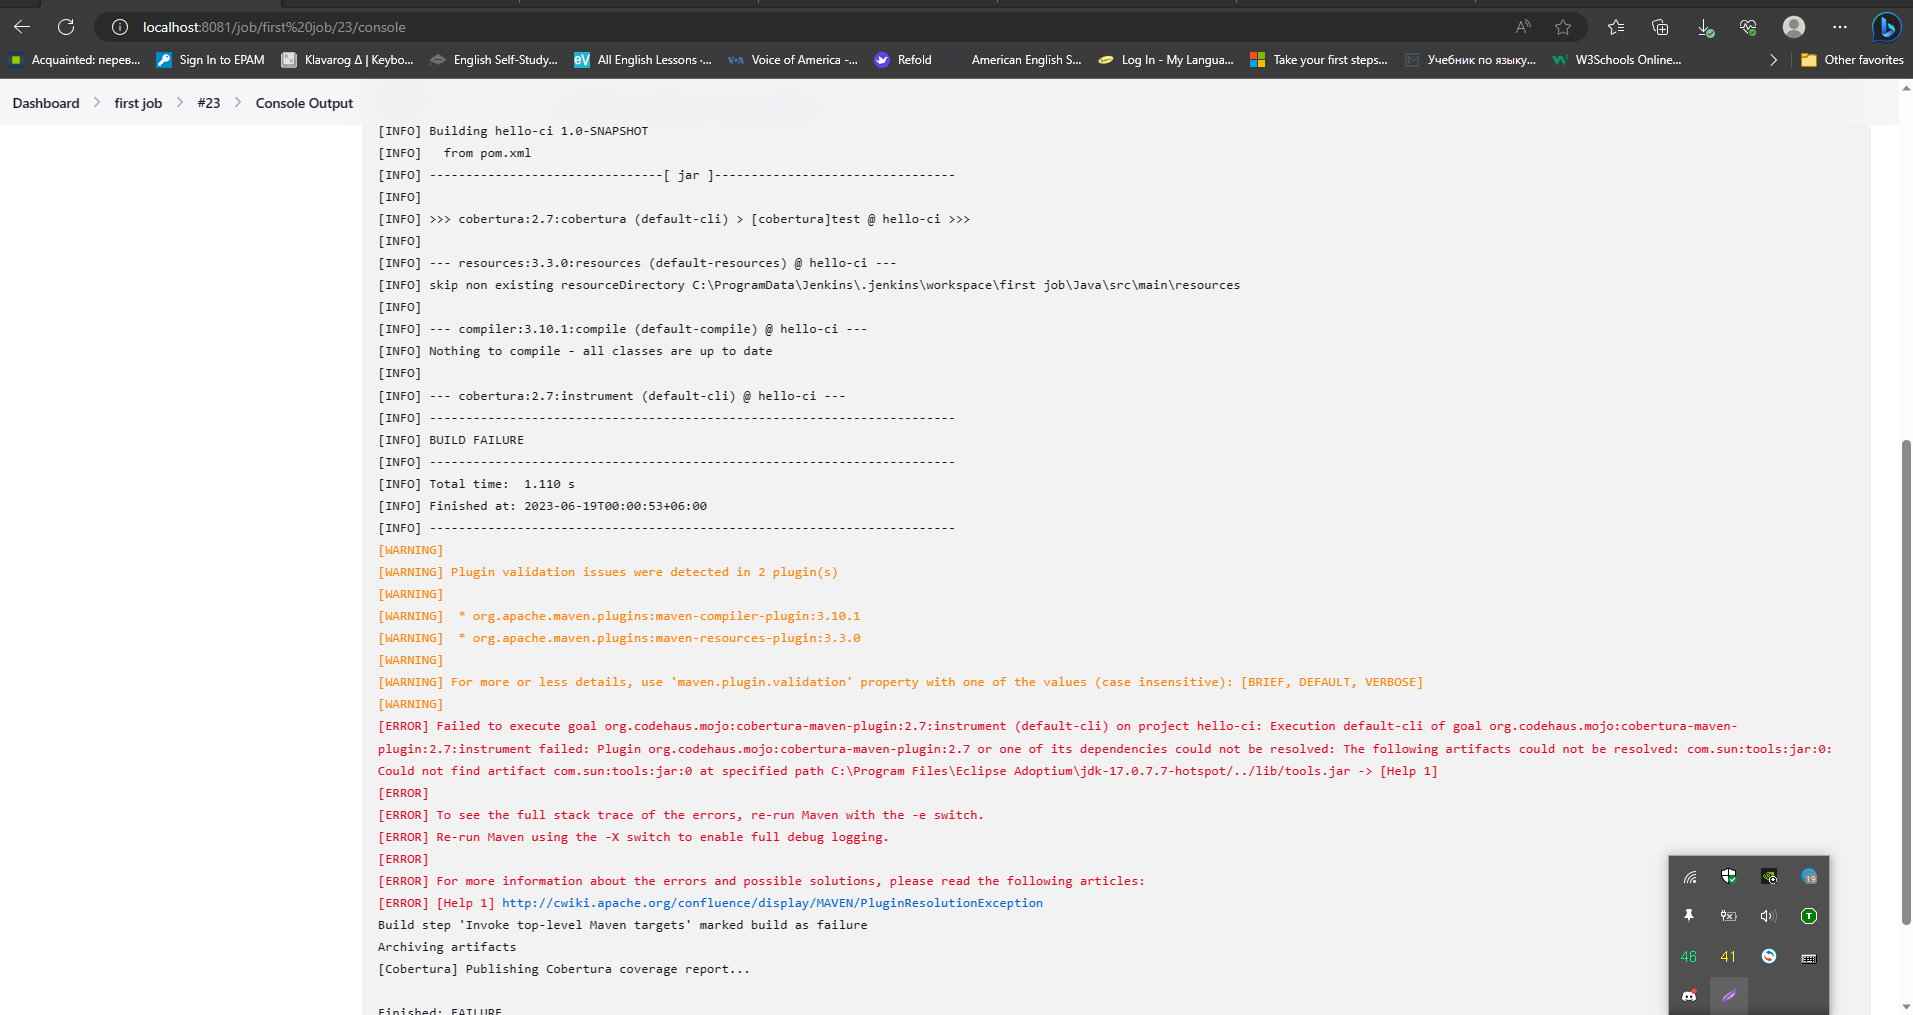 localhost:8081/job/first%20job/23/console
Acquainted: перев... Sign In to EPAM Klavarog Δ | Keybo... English Self-Study... All English Lessons -... Voice of America -... Refold American English S... Log In - My Langua... Take your first steps... Учебник по языку... W3Schools Online... Other favorites
Dashboard > first job > #23 > Console Output
[INFO] Building hello-ci 1.0-SNAPSHOT
[INFO]   from pom.xml
[INFO] --------------------------------[ jar ]---------------------------------
[INFO]
[INFO] >>> cobertura:2.7:cobertura (default-cli) > [cobertura]test @ hello-ci >>>
[INFO]
[INFO] --- resources:3.3.0:resources (default-resources) @ hello-ci ---
[INFO] skip non existing resourceDirectory C:\ProgramData\Jenkins\.jenkins\workspace\first job\Java\src\main\resources
[INFO]
[INFO] --- compiler:3.10.1:compile (default-compile) @ hello-ci ---
[INFO] Nothing to compile - all classes are up to date
[INFO]
[INFO] --- cobertura:2.7:instrument (default-cli) @ hello-ci ---
[INFO] ------------------------------------------------------------------------
[INFO] BUILD FAILURE
[INFO] ------------------------------------------------------------------------
[INFO] Total time:  1.110 s
[INFO] Finished at: 2023-06-19T00:00:53+06:00
[INFO] ------------------------------------------------------------------------
[WARNING]
[WARNING] Plugin validation issues were detected in 2 plugin(s)
[WARNING]
[WARNING]  * org.apache.maven.plugins:maven-compiler-plugin:3.10.1
[WARNING]  * org.apache.maven.plugins:maven-resources-plugin:3.3.0
[WARNING]
[WARNING] For more or less details, use 'maven.plugin.validation' property with one of the values (case insensitive): [BRIEF, DEFAULT, VERBOSE]
[WARNING]
[ERROR] Failed to execute goal org.codehaus.mojo:cobertura-maven-plugin:2.7:instrument (default-cli) on project hello-ci: Execution default-cli of goal org.codehaus.mojo:cobertura-maven-
plugin:2.7:instrument failed: Plugin org.codehaus.mojo:cobertura-maven-plugin:2.7 or one of its dependencies could not be resolved: The following artifacts could not be resolved: com.sun:tools:jar:0:
Could not find artifact com.sun:tools:jar:0 at specified path C:\Program Files\Eclipse Adoptium\jdk-17.0.7.7-hotspot/../lib/tools.jar -> [Help 1]
[ERROR]
[ERROR] To see the full stack trace of the errors, re-run Maven with the -e switch.
[ERROR] Re-run Maven using the -X switch to enable full debug logging.
[ERROR]
[ERROR] For more information about the errors and possible solutions, please read the following articles:
[ERROR] [Help 1] http://cwiki.apache.org/confluence/display/MAVEN/PluginResolutionException
Build step 'Invoke top-level Maven targets' marked build as failure
Archiving artifacts
[Cobertura] Publishing Cobertura coverage report...
Finished: FAILURE
19
46 41